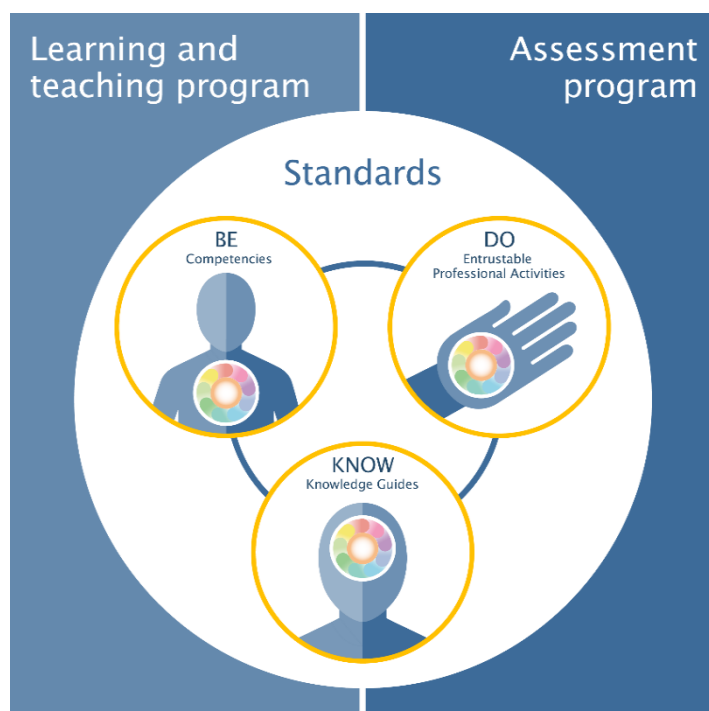 Learning and
teaching program
Assessment
program
Standards
BE
Competencies
DO
Entrustable
Professional Activities
KNOW
Knowledge Guides